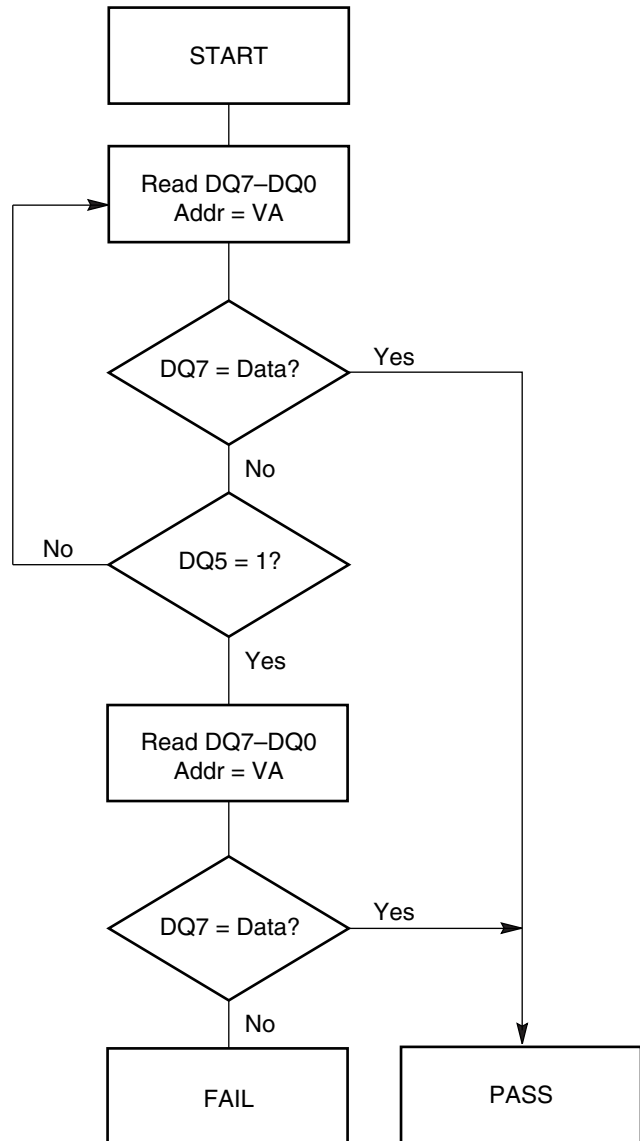 START
Read DQ7–DQ0
Addr = VA
DQ7 = Data?
Yes
No
No
DQ5 = 1?
Yes
Read DQ7–DQ0
Addr = VA
DQ7 = Data?
Yes
No
FAIL
PASS